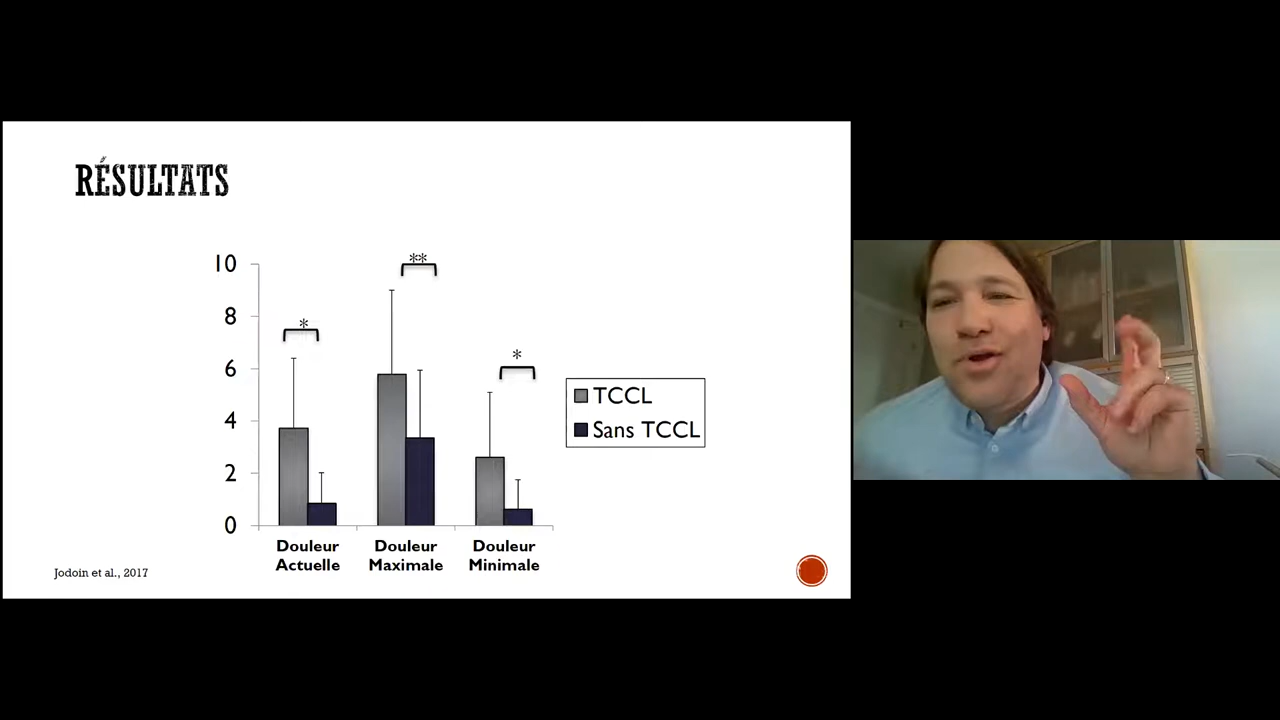 RÉSULTATS
10
8
6
4
2
0
*
**
*
TCCL
Sans TCCL
Douleur
Actuelle
Douleur
Maximale
Douleur
Minimale
Jodoin et al., 2017